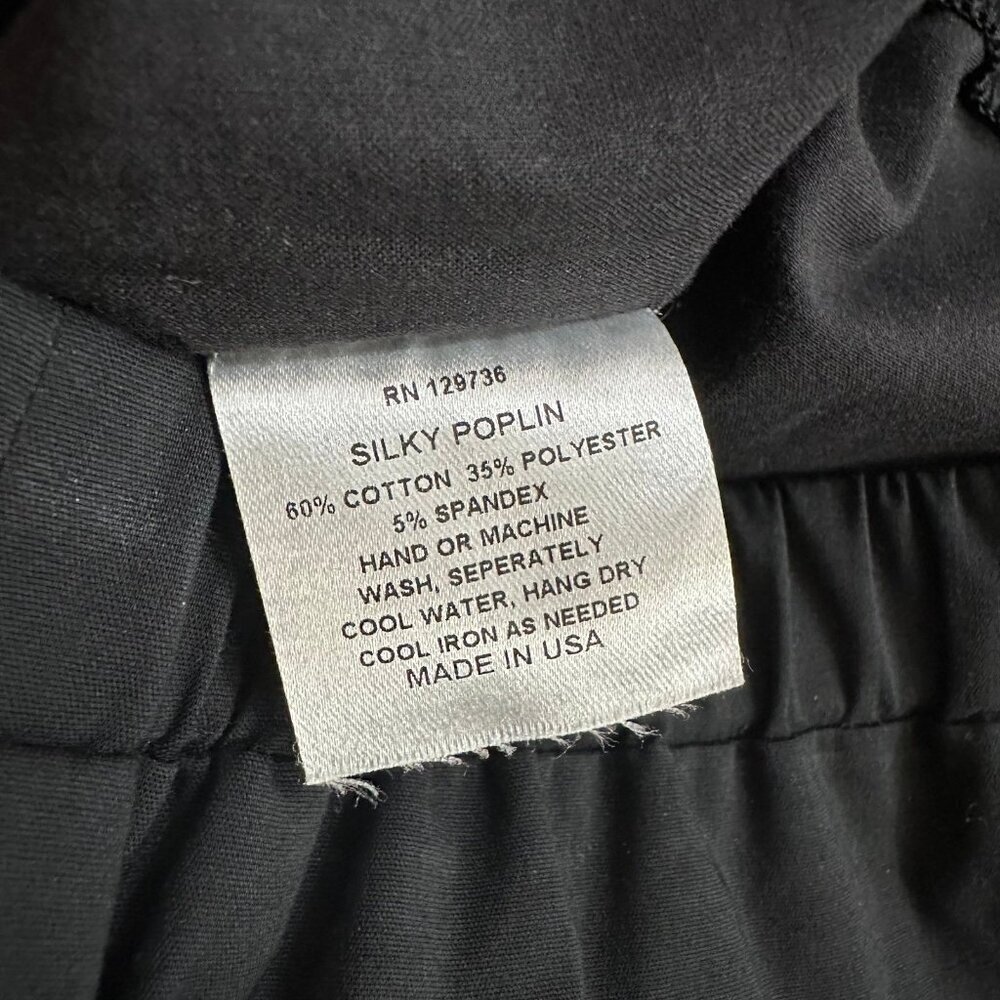 RN 129736
SILKY POPLIN
60% COTTON 35% POLYESTER
5% SPANDEX
HAND OR MACHINE
WASH, SEPERATELY
COOL WATER, HANG DRY
COOL IRON AS NEEDED
MADE IN USA